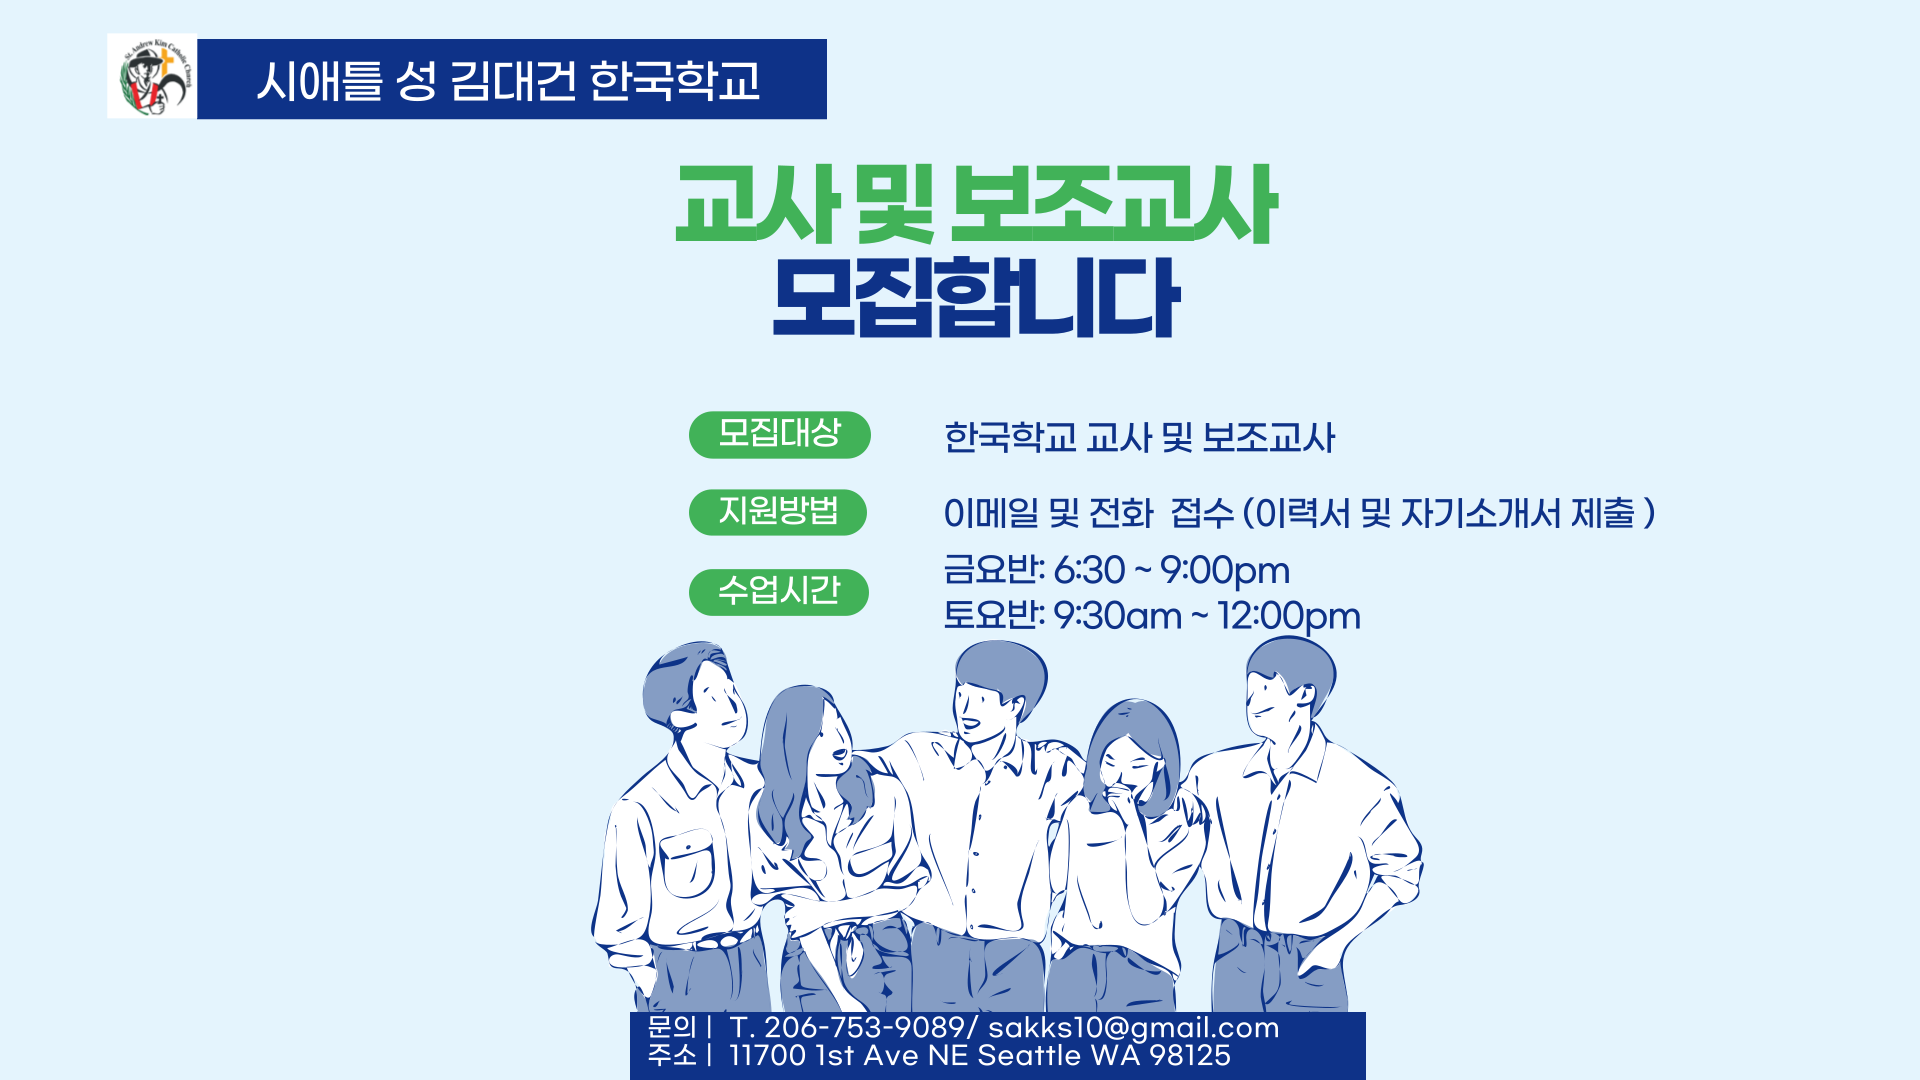 St. Andrew Kim Catholic Church
시애틀 성 김대건 한국학교
교사 및 보조교사
모집합니다
모집대상 한국학교 교사 및 보조교사
지원방법 이메일 및 전화 접수 (이력서 및 자기소개서 제출 )
수업시간 금요반: 6:30 ~ 9:00pm
토요반: 9:30am ~ 12:00pm
문의 | T. 206-753-9089/ sakks10@gmail.com
주소 | 11700 1st Ave NE Seattle WA 98125